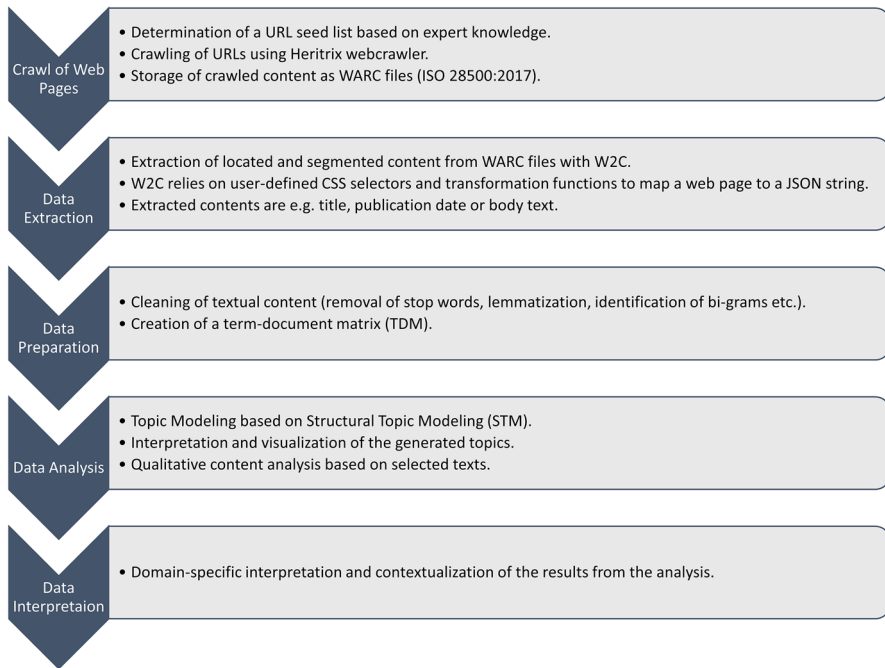 Crawl of Web
Pages
• Determination of a URL seed list based on expert knowledge.
• Crawling of URLs using Heritrix webcrawler.
• Storage of crawled content as WARC files (ISO 28500:2017).
Data
Extraction
• Extraction of located and segmented content from WARC files with W2C.
• W2C relies on user-defined CSS selectors and transformation functions to map a web page to a JSON string.
• Extracted contents are e.g. title, publication date or body text.
Data
Preparation
• Cleaning of textual content (removal of stop words, lemmatization, identification of bi-grams etc.).
• Creation of a term-document matrix (TDM).
Data Analysis
• Topic Modeling based on Structural Topic Modeling (STM).
• Interpretation and visualization of the generated topics.
• Qualitative content analysis based on selected texts.
Data
Interpretaion
• Domain-specific interpretation and contextualization of the results from the analysis.